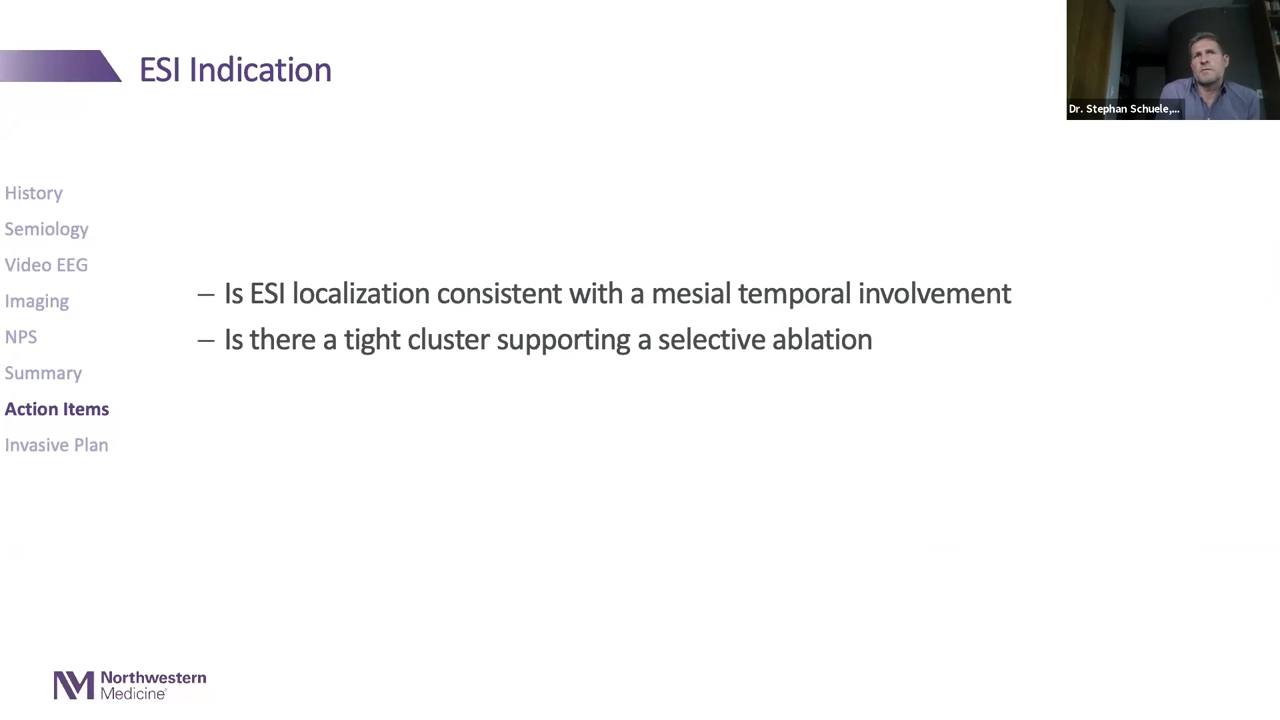 ESI Indication
Dr. Stephan Schuele,...
History
Semiology
Video EEG
Imaging
NPS
Summary
Action Items
Invasive Plan
– Is ESI localization consistent with a mesial temporal involvement
– Is there a tight cluster supporting a selective ablation
NM
Northwestern
Medicine®